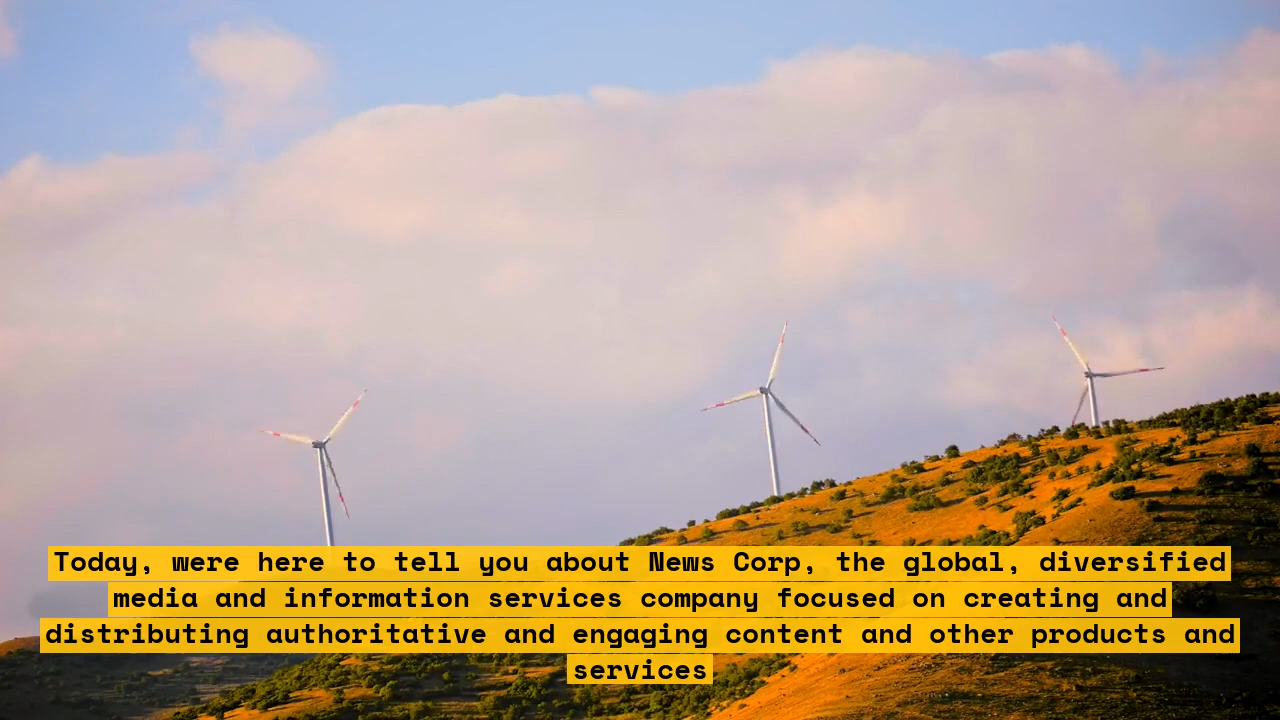 Today, were here to tell you about News Corp, the global, diversified
media and information services company focused on creating and
distributing authoritative and engaging content and other products and
services